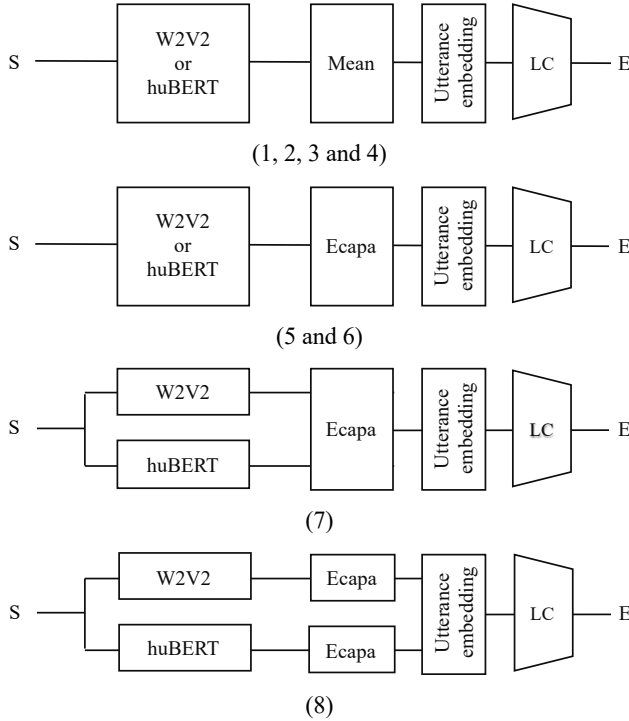 S
W2V2
or
huBERT
Mean
Utterance
embedding
LC
E
(1, 2, 3 and 4)
S
W2V2
or
huBERT
Ecapa
Utterance
embedding
LC
E
(5 and 6)
S
W2V2
huBERT
Ecapa
Utterance
embedding
LC
E
(7)
S
W2V2
huBERT
Ecapa
Ecapa
Utterance
embedding
LC
E
(8)